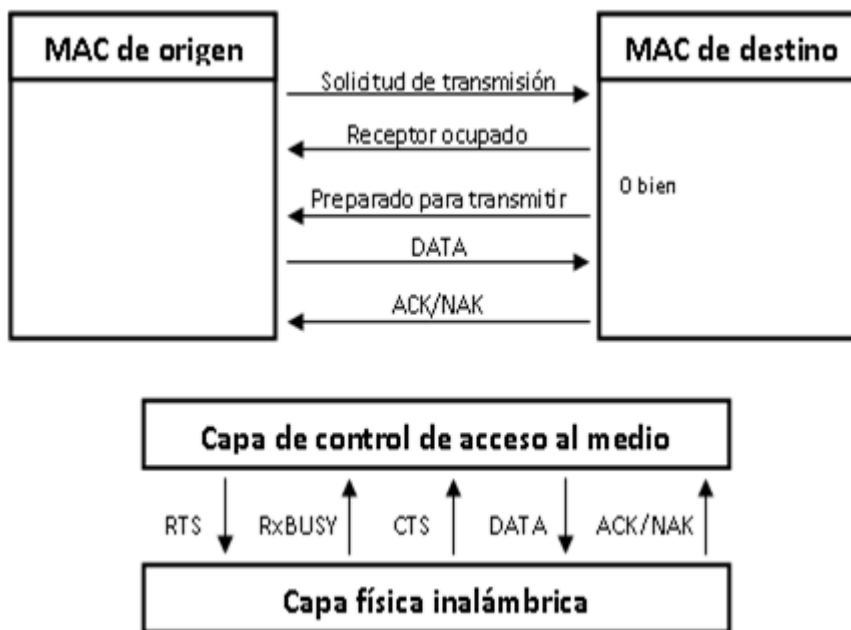 MAC de origen
MAC de destino
Solicitud de transmisión
Receptor ocupado
O bien
Preparado para transmitir
DATA
ACK/NAK
Capa de control de acceso al medio
RTS RxBUSY CTS DATA ACK/NAK
Capa física inalámbrica